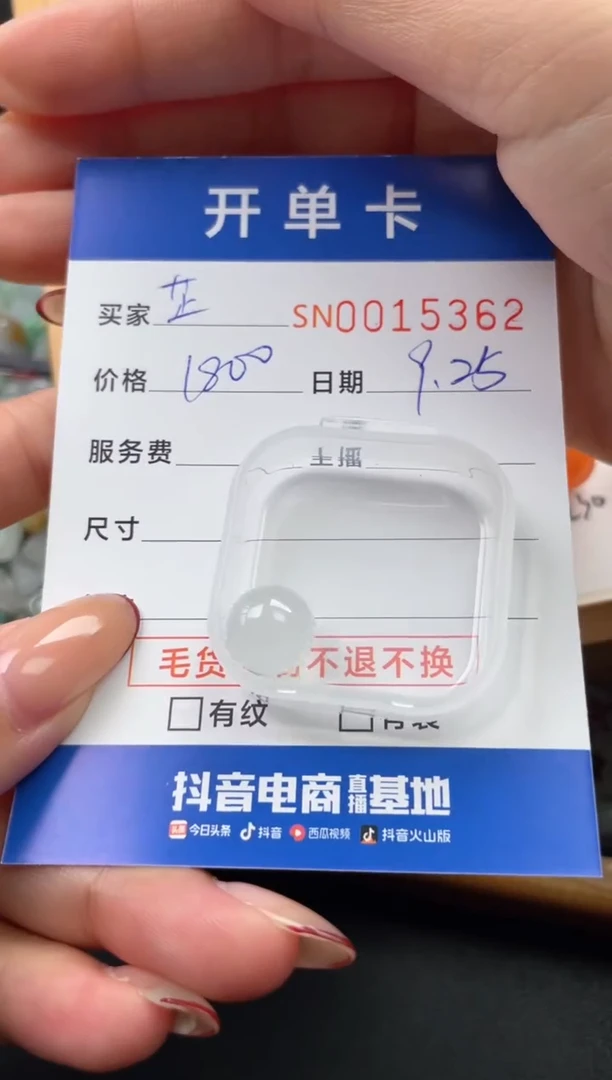 开单卡
买家 芷 SN0015362
价格 1800 日期 9.25
服务费 主播
尺寸
毛货 不退不换
有纹 有裂
抖音电商直播基地
今日头条 抖音 西瓜视频 抖音火山版